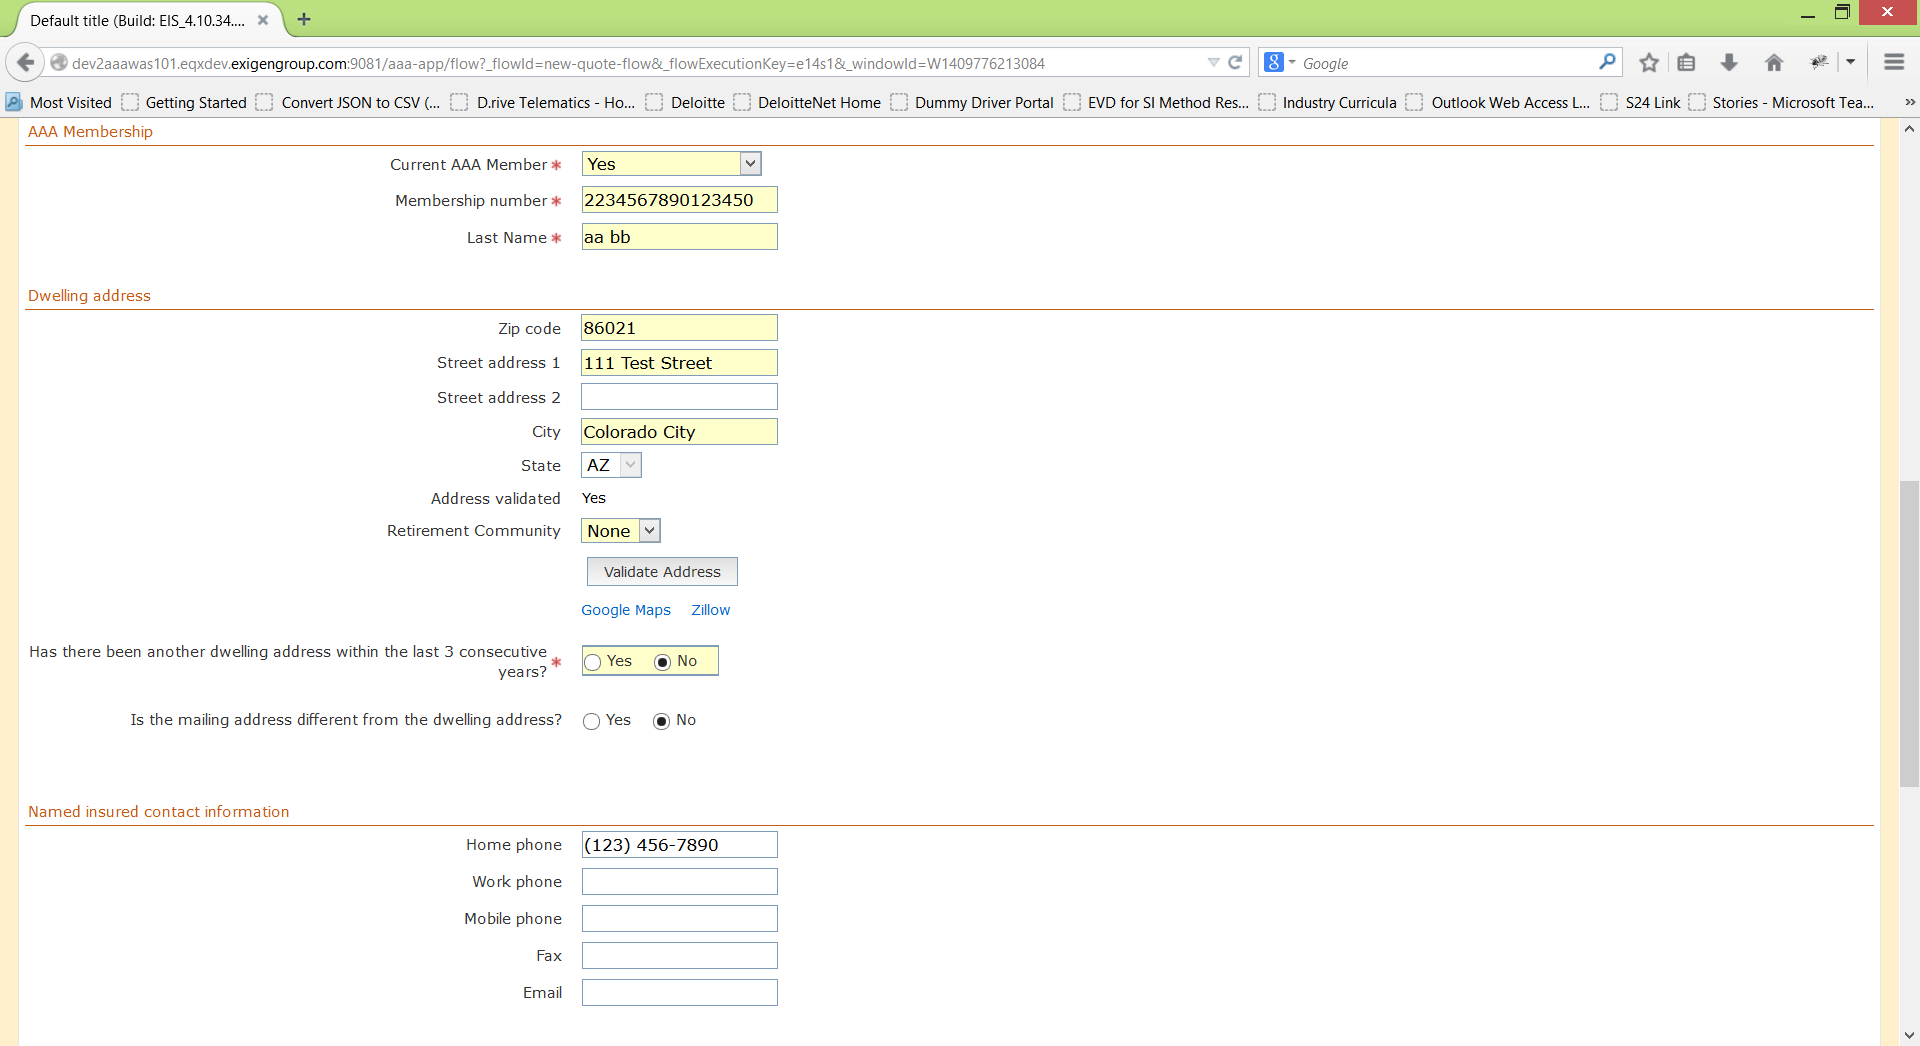 Default title (Build: EIS_4.10.34....
dev2aaawas101.eqxdev.exigengroup.com:9081/aaa-app/flow?_flowId=new-quote-flow&_flowExecutionKey=e14s1&_windowId=W1409776213084
8 Google
Most Visited Getting Started Convert JSON to CSV (... D.rive Telematics - Ho... Deloitte DeloitteNet Home Dummy Driver Portal EVD for SI Method Res... Industry Curricula Outlook Web Access L... S24 Link Stories - Microsoft Tea... »
AAA Membership
Current AAA Member * Yes
Membership number * 2234567890123450
Last Name * aa bb
Dwelling address
Zip code 86021
Street address 1 111 Test Street
Street address 2
City Colorado City
State AZ
Address validated Yes
Retirement Community None
Validate Address
Google Maps Zillow
Has there been another dwelling address within the last 3 consecutive
years? * Yes No
Is the mailing address different from the dwelling address? Yes No
Named insured contact information
Home phone (123) 456-7890
Work phone
Mobile phone
Fax
Email